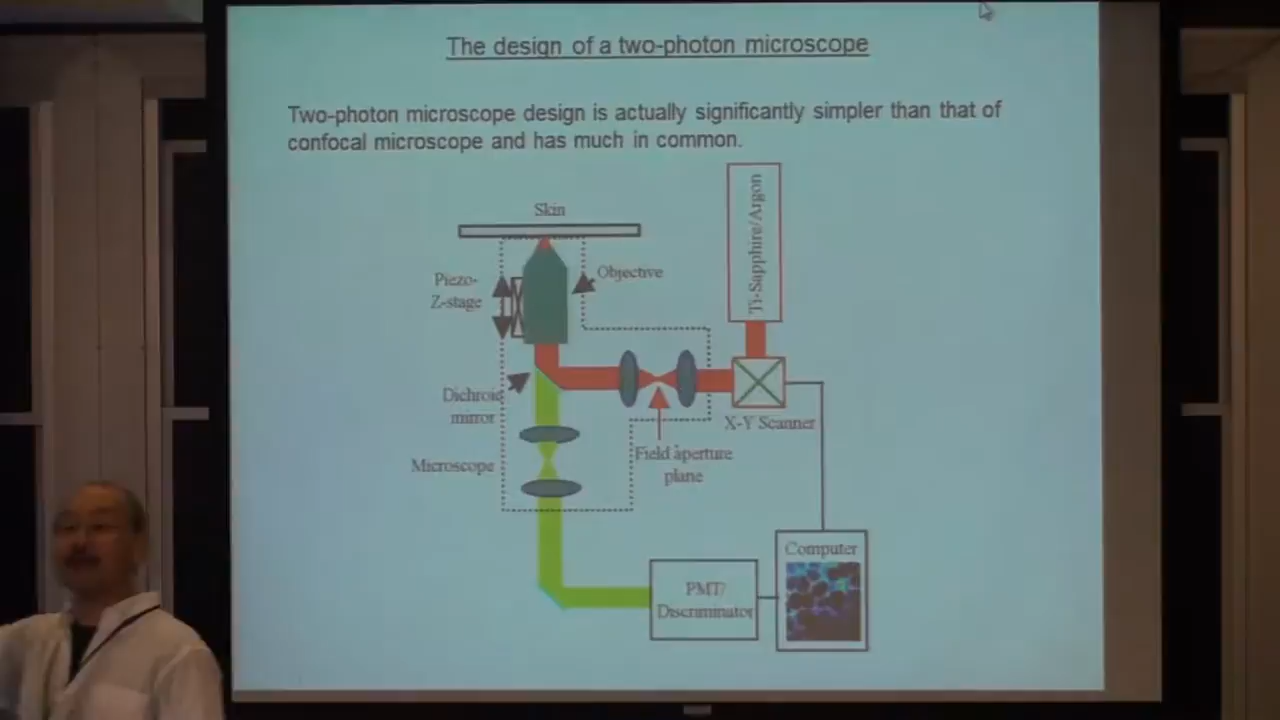 The design of a two-photon microscope
Two-photon microscope design is actually significantly simpler than that of
confocal microscope and has much in common.
Ti-Sapphire/Argon
Skin
Piezo-
Z-stage
Objective
Dichroic
mirror
X-Y Scanner
Microscope
Field aperture
plane
Computer
PMT/
Discriminator